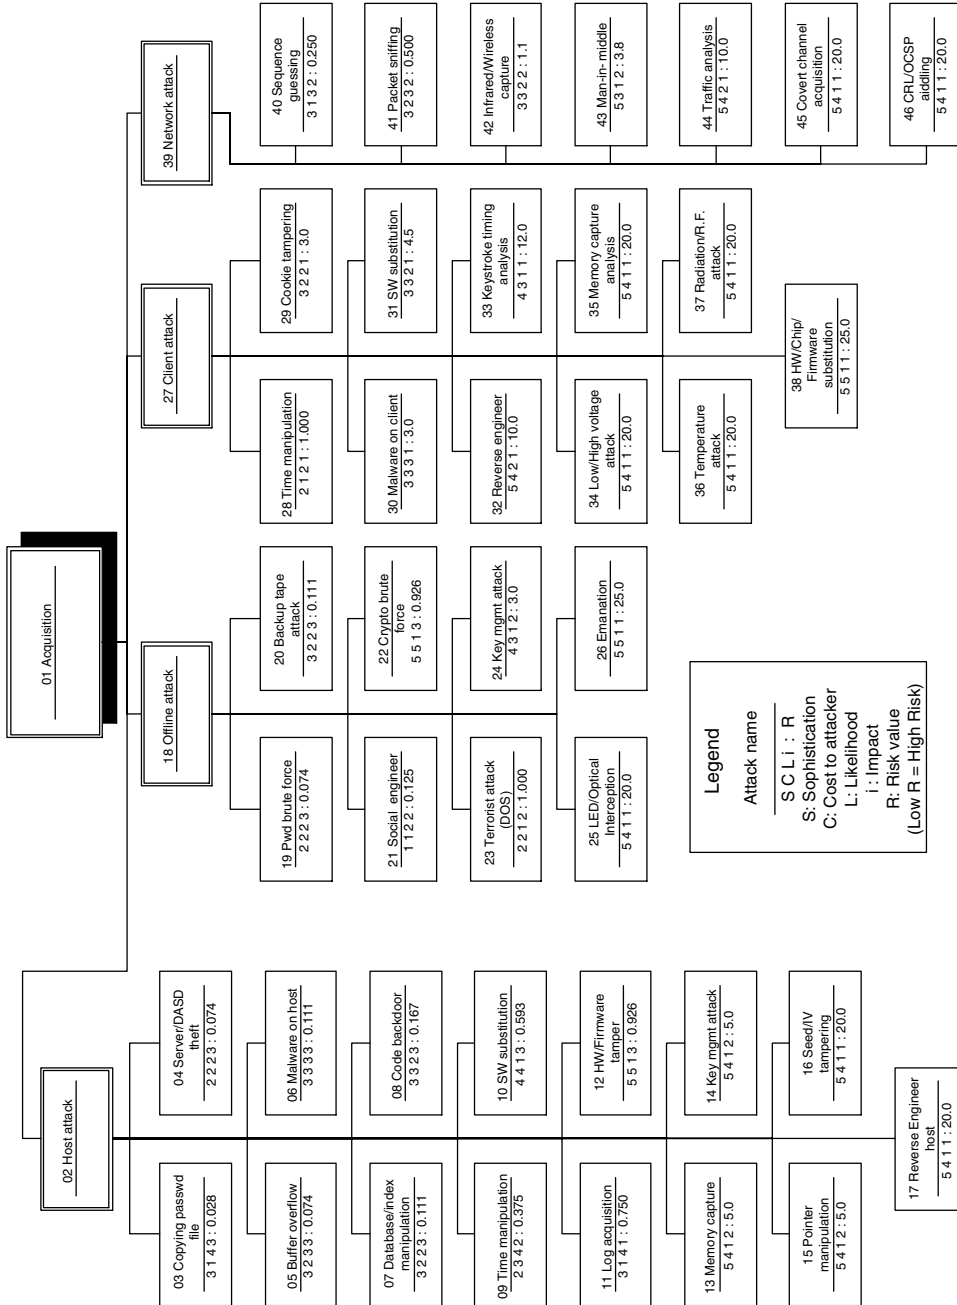 01 Acquisition
02 Host attack
03 Copying passwd
file
3 1 4 3 : 0.028
04 Server/DASD
theft
2 2 2 3 : 0.074
05 Buffer overflow
3 2 3 3 : 0.074
06 Malware on host
3 3 3 3 : 0.111
07 Database/index
manipulation
3 2 2 3 : 0.111
08 Code backdoor
3 3 2 3 : 0.167
09 Time manipulation
2 3 4 2 : 0.375
10 SW substitution
4 4 1 3 : 0.593
11 Log acquisition
3 1 4 1 : 0.750
12 HW/Firmware
tamper
5 5 1 3 : 0.926
13 Memory capture
5 4 1 2 : 5.0
14 Key mgmt attack
5 4 1 2 : 5.0
15 Pointer
manipulation
5 4 1 2 : 5.0
16 Seed/IV
tampering
5 4 1 1 : 20.0
17 Reverse Engineer
host
5 4 1 1 : 20.0
18 Offline attack
19 Pwd brute force
2 2 2 3 : 0.074
20 Backup tape
attack
3 2 2 3 : 0.111
21 Social engineer
1 1 2 2 : 0.125
22 Crypto brute
force
5 5 1 3 : 0.926
23 Terrorist attack
(DOS)
2 2 1 2 : 1.000
24 Key mgmt attack
4 3 1 2 : 3.0
25 LED/Optical
Interception
5 4 1 1 : 20.0
26 Emanation
5 5 1 1 : 25.0
27 Client attack
28 Time manipulation
2 1 2 1 : 1.000
29 Cookie tampering
3 2 2 1 : 3.0
30 Malware on client
3 3 3 1 : 3.0
31 SW substitution
3 3 2 1 : 4.5
32 Reverse engineer
5 4 2 1 : 10.0
33 Keystroke timing
analysis
4 3 1 1 : 12.0
34 Low/High voltage
attack
5 4 1 1 : 20.0
35 Memory capture
analysis
5 4 1 1 : 20.0
36 Temperature
attack
5 4 1 1 : 20.0
37 Radiation/R.F.
attack
5 4 1 1 : 20.0
38 HW/Chip/
Firmware
substitution
5 5 1 1 : 25.0
39 Network attack
40 Sequence
guessing
3 1 3 2 : 0.250
41 Packet sniffing
3 2 3 2 : 0.500
42 Infrared/Wireless
capture
3 3 2 2 : 1.1
43 Man-in- middle
5 3 1 2 : 3.8
44 Traffic analysis
5 4 2 1 : 10.0
45 Covert channel
acquisition
5 4 1 1 : 20.0
46 CRL/OCSP
aiddling
5 4 1 1 : 20.0
Legend
Attack name
S C L i : R
S: Sophistication
C: Cost to attacker
L: Likelihood
i : Impact
R: Risk value
(Low R = High Risk)